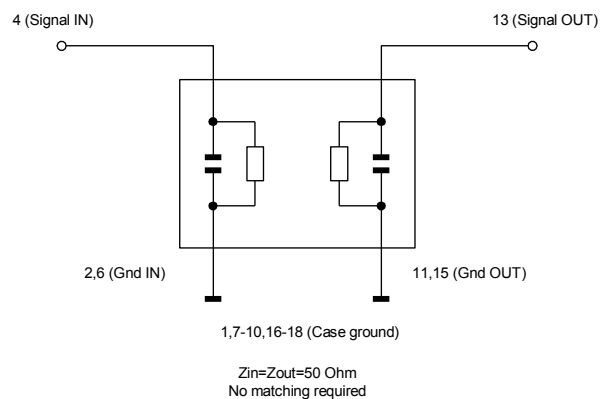 4 (Signal IN)
13 (Signal OUT)
2,6 (Gnd IN)
11,15 (Gnd OUT)
1,7-10,16-18 (Case ground)
Zin=Zout=50 Ohm
No matching required